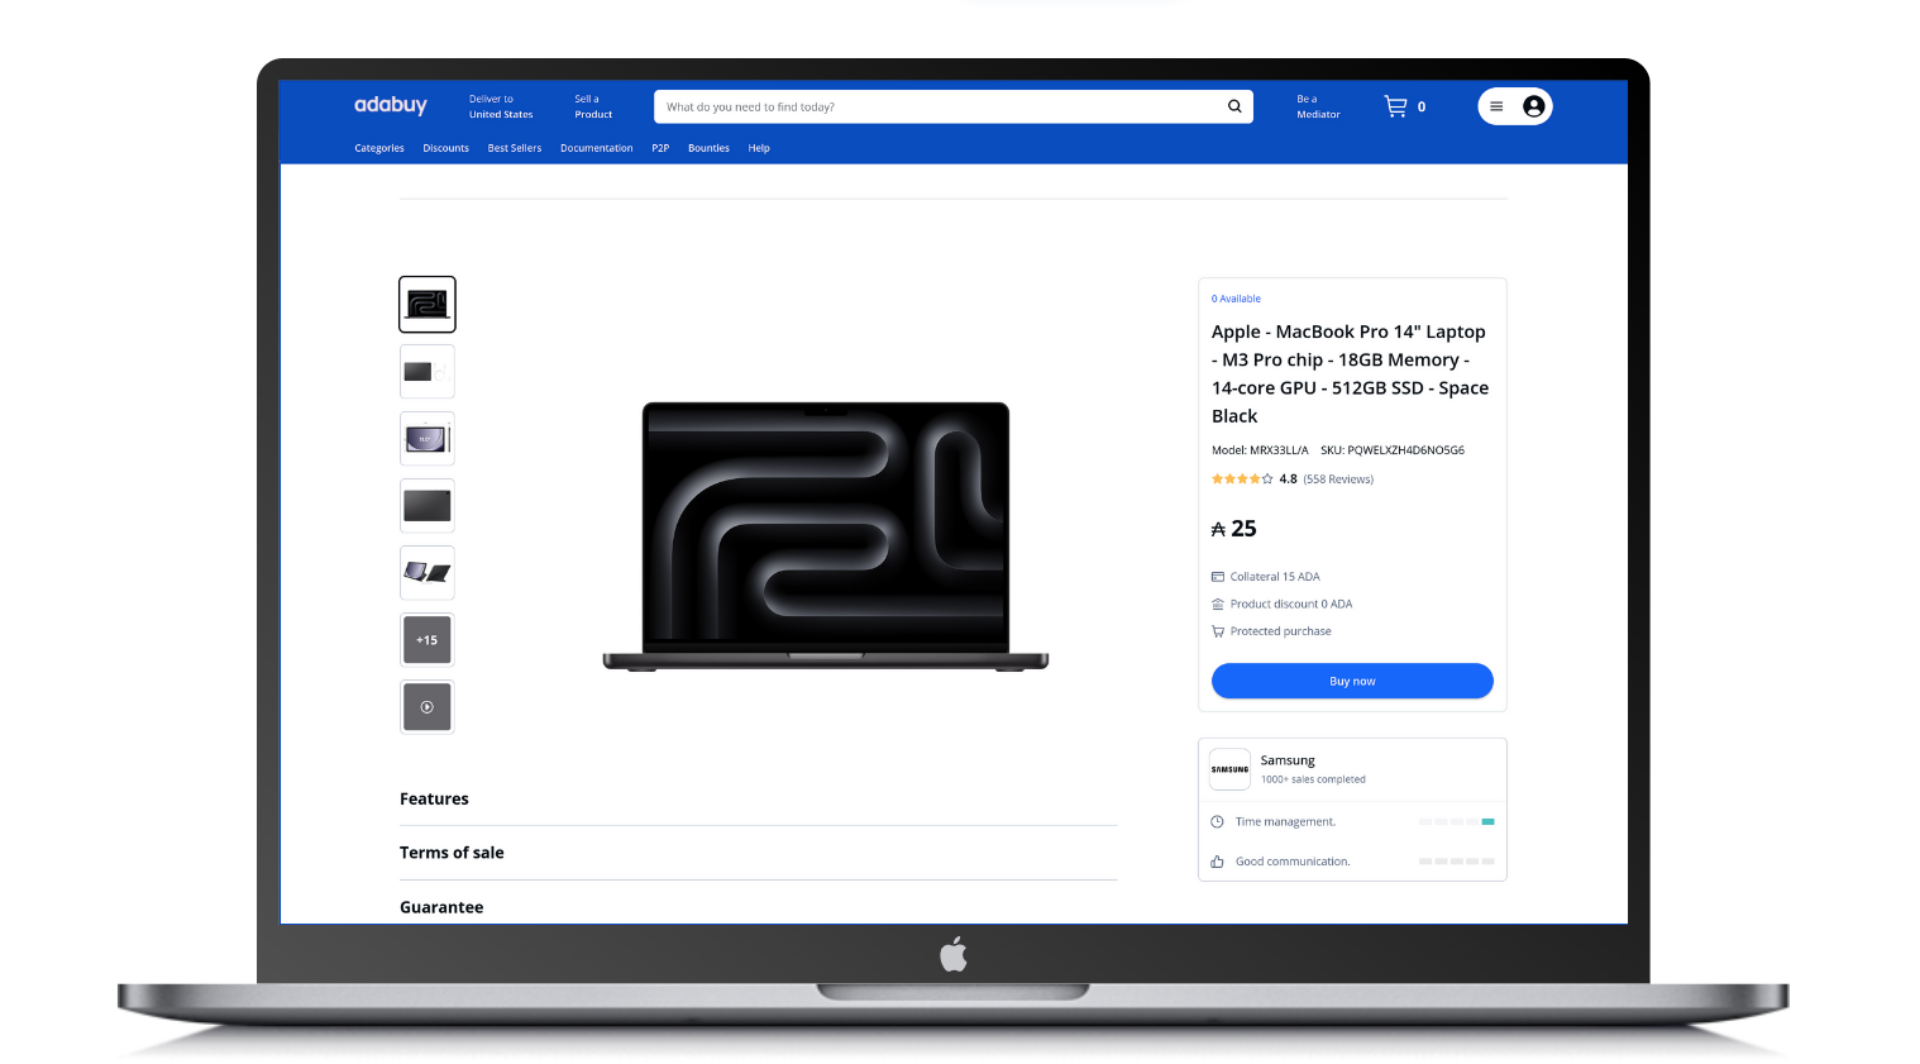 adabuy
Deliver to
United States
Sell a
Product
What do you need to find today?
Be a
Mediator
0
Categories Discounts Best Sellers Documentation P2P Bounties Help
0 Available
Apple - MacBook Pro 14" Laptop
- M3 Pro chip - 18GB Memory -
14-core GPU - 512GB SSD - Space
Black
Model: MRX33LL/A SKU: PQWELXZH4D6NO5G6
4.8 (558 Reviews)
₳ 25
Collateral 15 ADA
Product discount 0 ADA
Protected purchase
Buy now
+15
SAMSUNG
Samsung
1000+ sales completed
Time management.
Good communication.
Features
Terms of sale
Guarantee